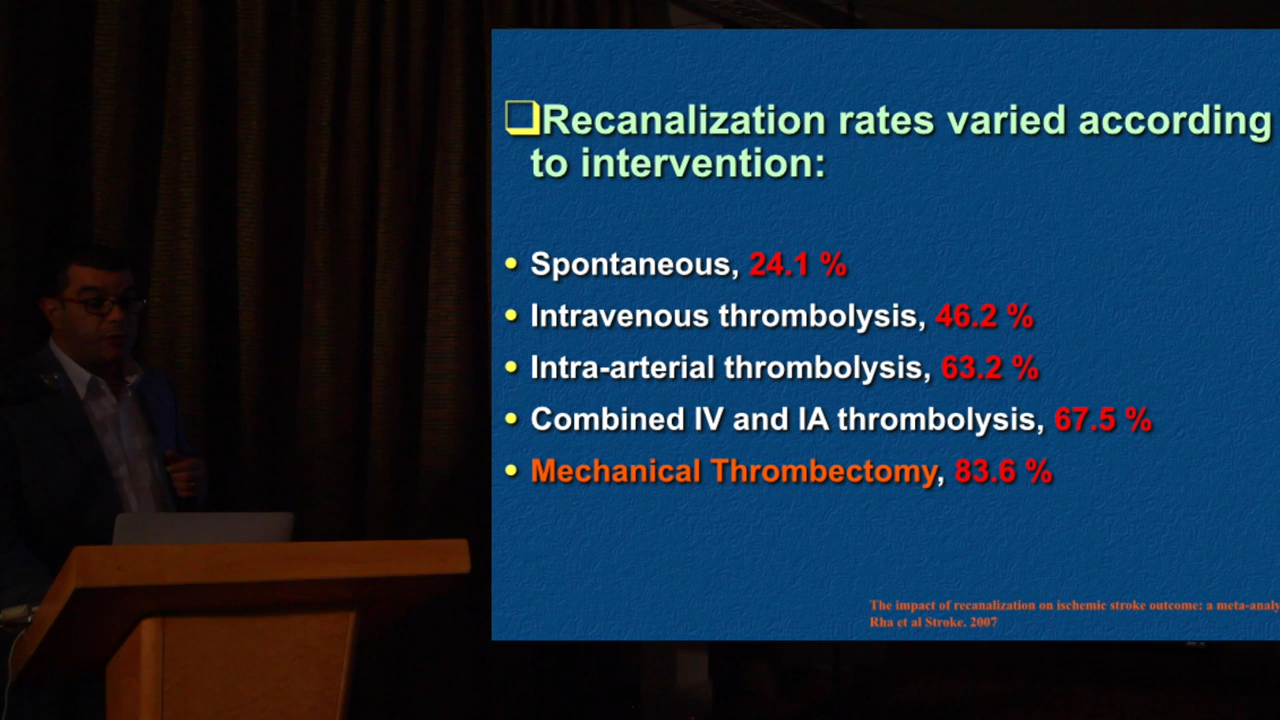 Recanalization rates varied according
to intervention:
• Spontaneous, 24.1 %
• Intravenous thrombolysis, 46.2 %
• Intra-arterial thrombolysis, 63.2 %
• Combined IV and IA thrombolysis, 67.5 %
• Mechanical Thrombectomy, 83.6 %
The impact of recanalization on ischemic stroke outcome: a
Rha et al Stroke. 2007